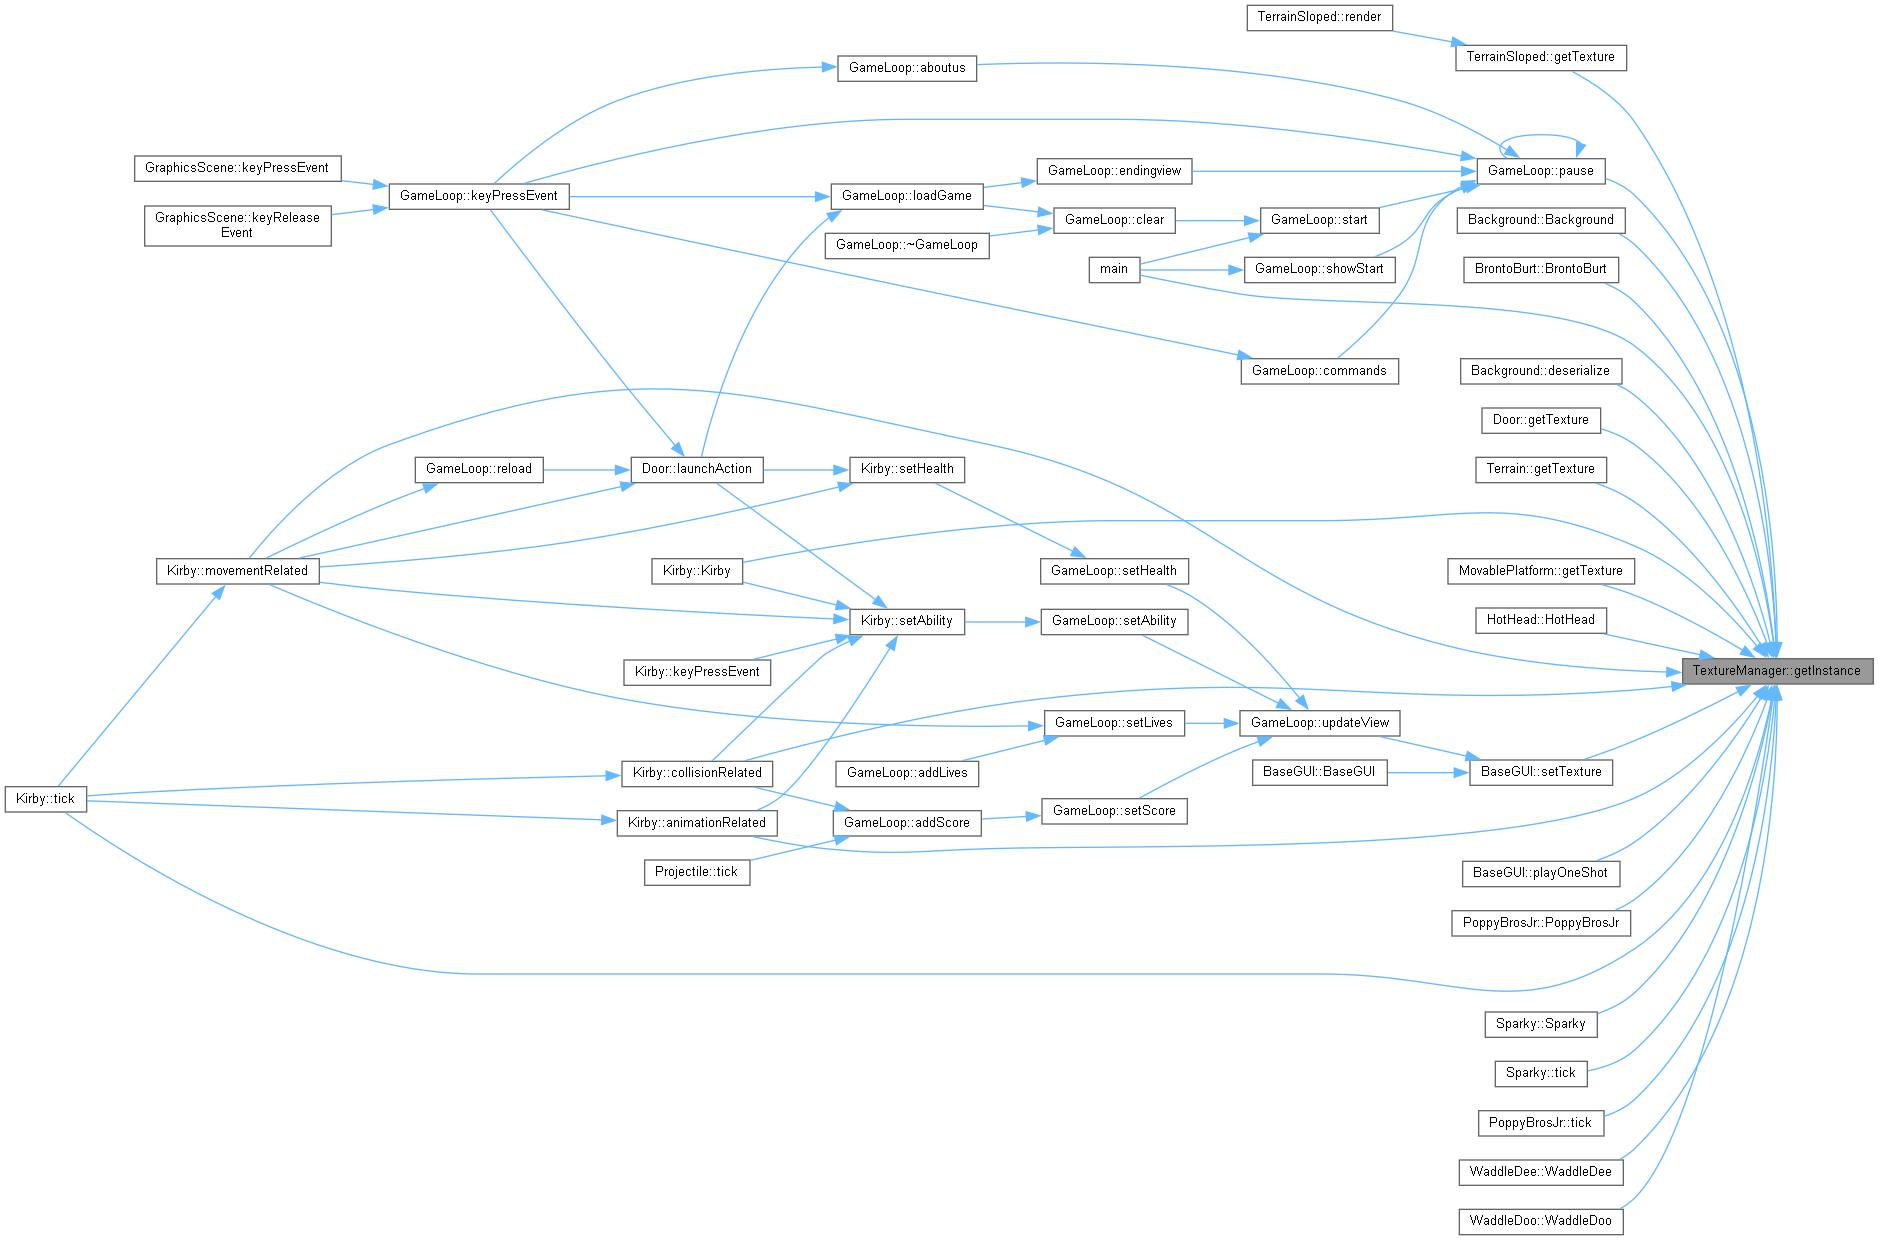 TerrainSloped::render
TerrainSloped::getTexture
GameLoop::aboutus
GraphicsScene::keyPressEvent
GameLoop::endingview
GameLoop::pause
GameLoop::keyPressEvent
GameLoop::loadGame
GraphicsScene::keyRelease
Event
GameLoop::clear
GameLoop::start
Background::Background
GameLoop::~GameLoop
main
GameLoop::showStart
BrontoBurt::BrontoBurt
GameLoop::commands
Background::deserialize
Door::getTexture
GameLoop::reload
Door::launchAction
Kirby::setHealth
Terrain::getTexture
Kirby::movementRelated
Kirby::Kirby
GameLoop::setHealth
MovablePlatform::getTexture
Kirby::setAbility
GameLoop::setAbility
HotHead::HotHead
Kirby::keyPressEvent
TextureManager::getInstance
GameLoop::setLives
GameLoop::updateView
Kirby::collisionRelated
GameLoop::addLives
BaseGUI::BaseGUI
BaseGUI::setTexture
Kirby::tick
Kirby::animationRelated
GameLoop::addScore
GameLoop::setScore
Projectile::tick
BaseGUI::playOneShot
PoppyBrosJr::PoppyBrosJr
Sparky::Sparky
Sparky::tick
PoppyBrosJr::tick
WaddleDee::WaddleDee
WaddleDoo::WaddleDoo